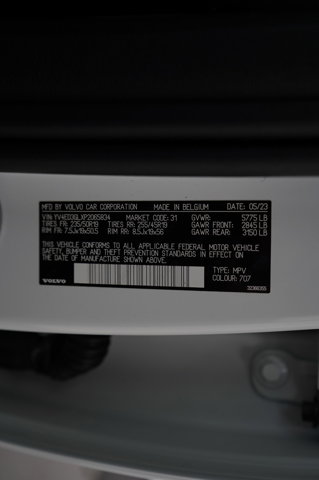 MFD BY VOLVO CAR CORPORATION MADE IN BELGIUM DATE: 05/23
VIN: YV4ED3GLXP2065834 MARKET-CODE: 31 GVWR: 5775 LB
TIRES FR: 235/50R19 TIRES RR: 255/45R19 GAWR FRONT: 2845 LB
RIM FR: 7.5Jx19x50.5 RIM RR: 8.5Jx19x56 GAWR REAR: 3150 LB
THIS VEHICLE CONFORMS TO ALL APPLICABLE FEDERAL MOTOR VEHICLE
SAFETY, BUMPER, AND THEFT PREVENTION STANDARDS IN EFFECT ON
THE DATE OF MANUFACTURE SHOWN ABOVE.
TYPE: MPV
COLOUR: 707
VOLVO